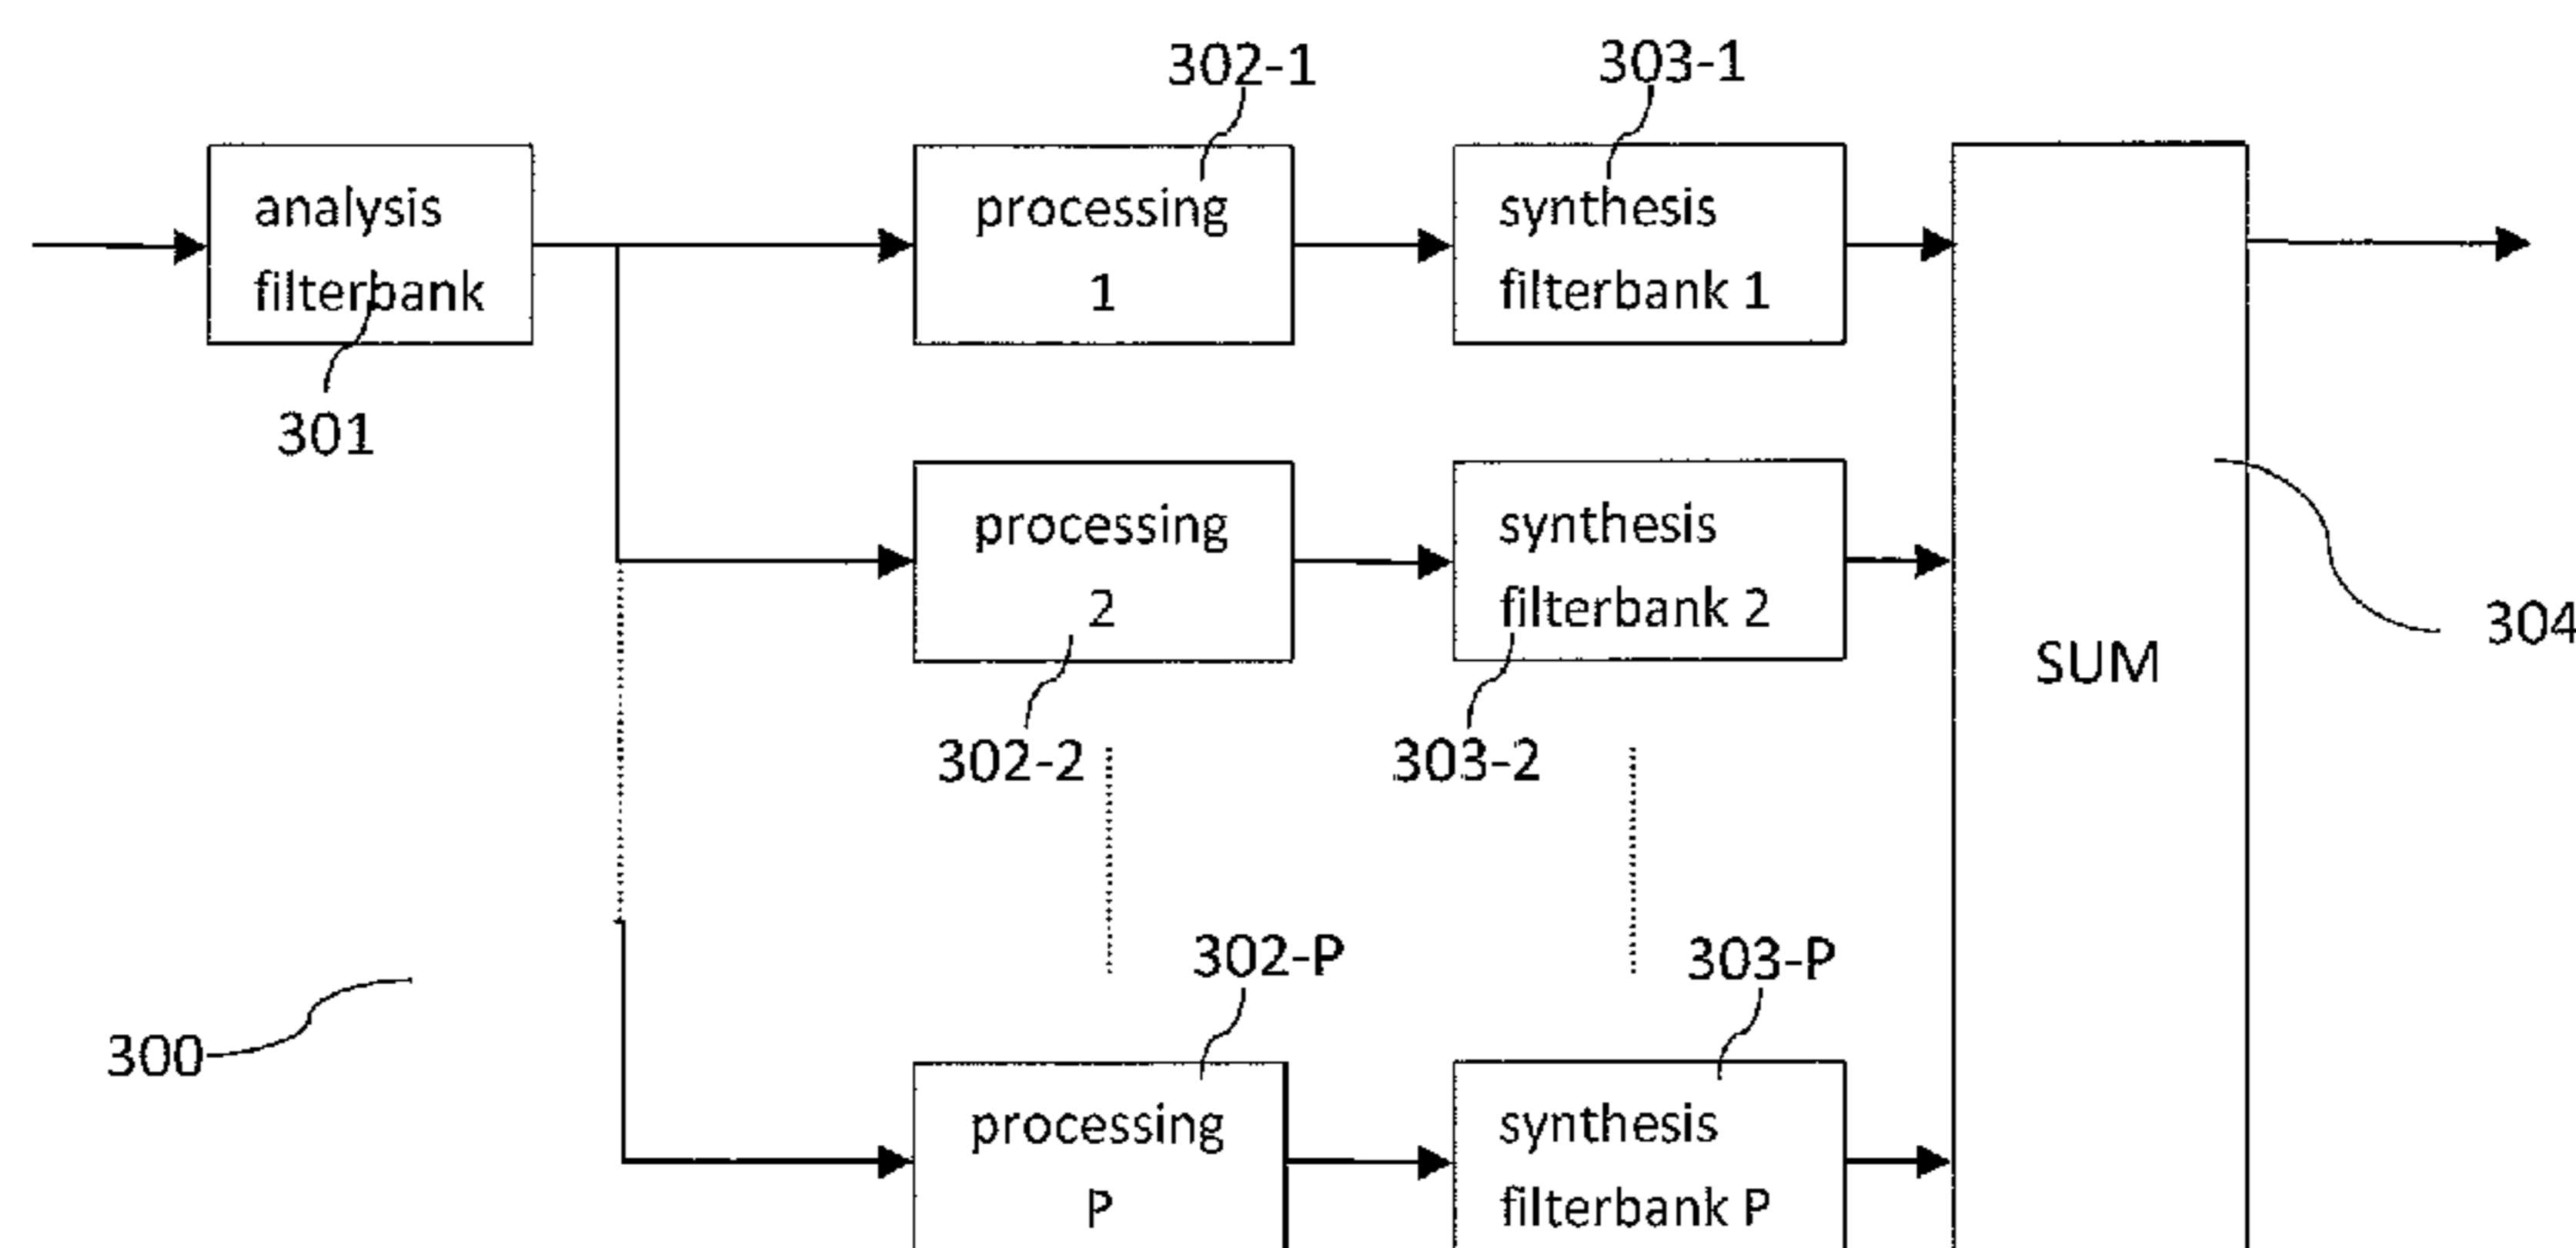 302-1
303-1
analysis
filterbank
301
processing
1
synthesis
filterbank 1
processing
2
302-2
synthesis
filterbank 2
303-2
SUM
304
300
302-P
303-P
processing
P
synthesis
filterbank P